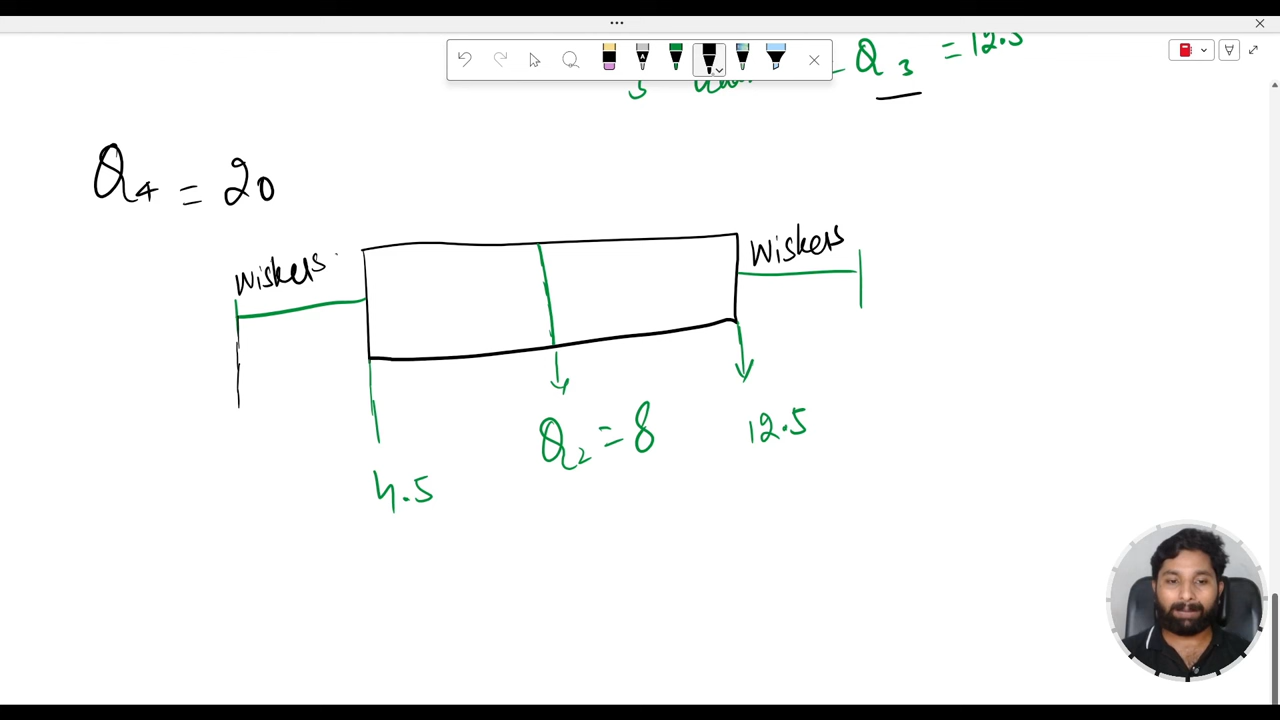 Q3 = 12.5
Q4 = 20
Wiskers
Wiskers
Q2 = 8
12.5
4.5